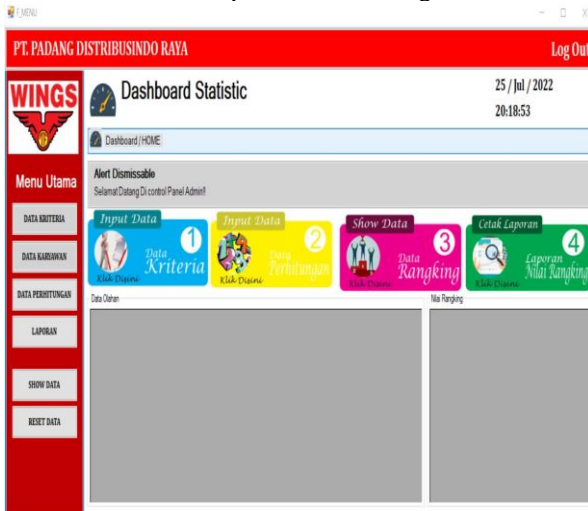 F_MENU
PT. PADANG DISTRIBUSINDO RAYA
Log Out
WINGS
Dashboard Statistic
25 / Jul / 2022
20:18:53
Dashboard / HOME
Menu Utama
Alert Dismissable
Selamat Datang Di control Panel Admin!!
DATA KRITERIA
DATA KARYAWAN
DATA PERHITUNGAN
LAPORAN
SHOW DATA
RESET DATA
Input Data
1
Data
Kriteria
Klik Disini
Input Data
2
Data
Perhitungan
Klik Disini
Show Data
3
Data
Rangking
Klik Disini
Cetak Laporan
4
Laporan
Nilai Rangking
Klik Disini
Data Olahan
Nilai Rangking